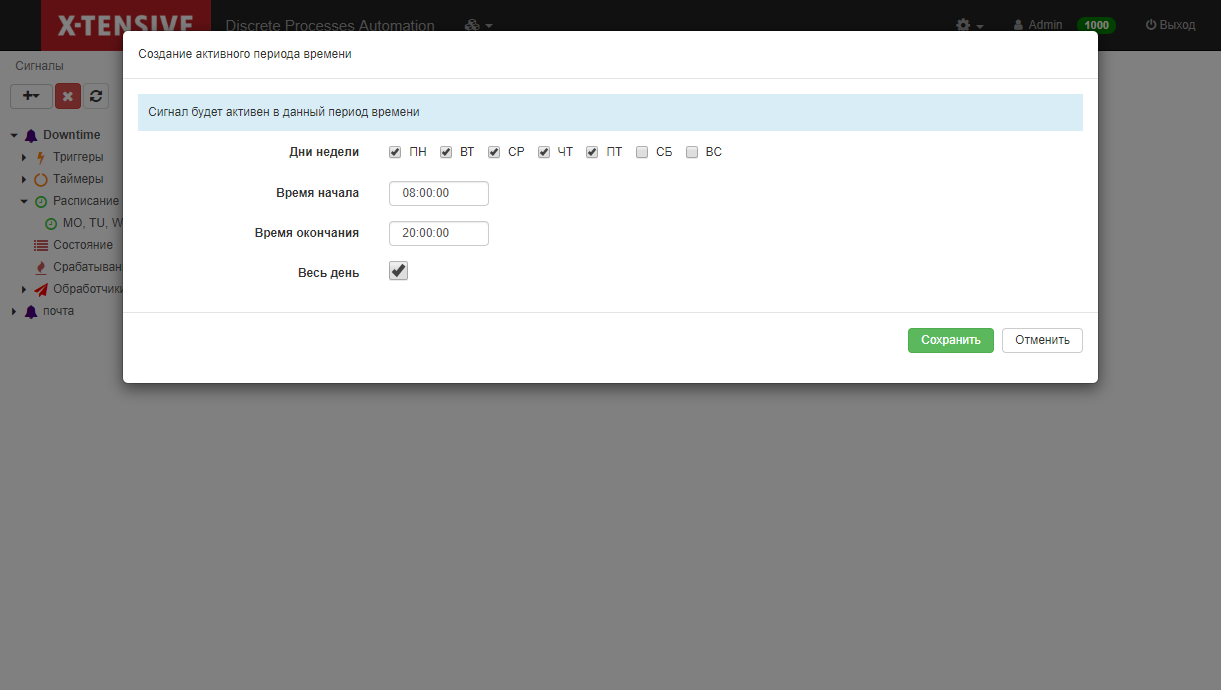 X-TENSIVE Discrete Processes Automation Admin 1000 Выход
Сигналы
Создание активного периода времени
Сигнал будет активен в данный период времени
Дни недели ПН ВТ СР ЧТ ПТ СБ ВС
Время начала 08:00:00
Время окончания 20:00:00
Весь день
Сохранить Отменить
Downtime
Триггеры
Таймеры
Расписание
MO, TU, W
Состояние
Срабатыван
Обработчики
почта